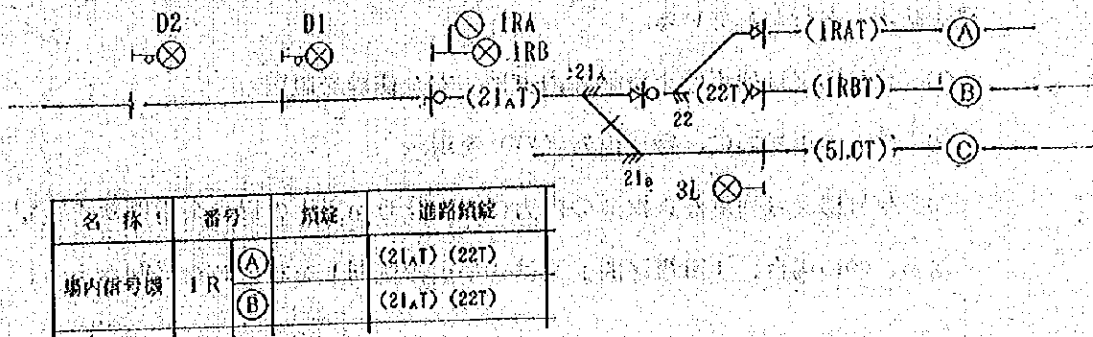 D2
D1
1RA
1RB
(1RAT)
A
21A
(21AT)
(22T)
22
(1RBT)
B
21B
(5LCT)
C
3L
名称 番号 鎖錠 進路鎖錠
場内信号機 1R A (21AT) (22T)
B (21AT) (22T)